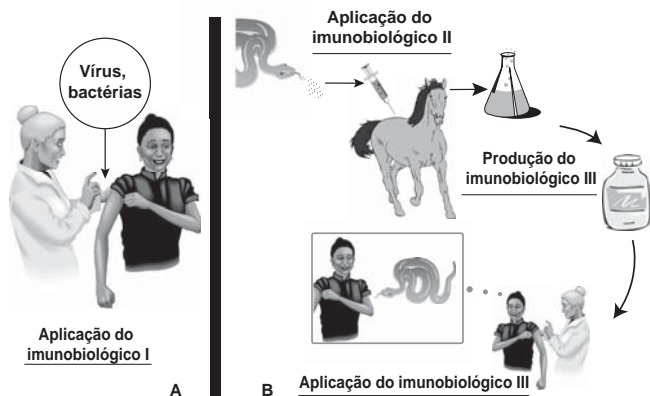 Vírus,
bactérias
Aplicação do
imunobiológico I
A
Aplicação do
imunobiológico II
Produção do
imunobiológico III
B
Aplicação do imunobiológico III